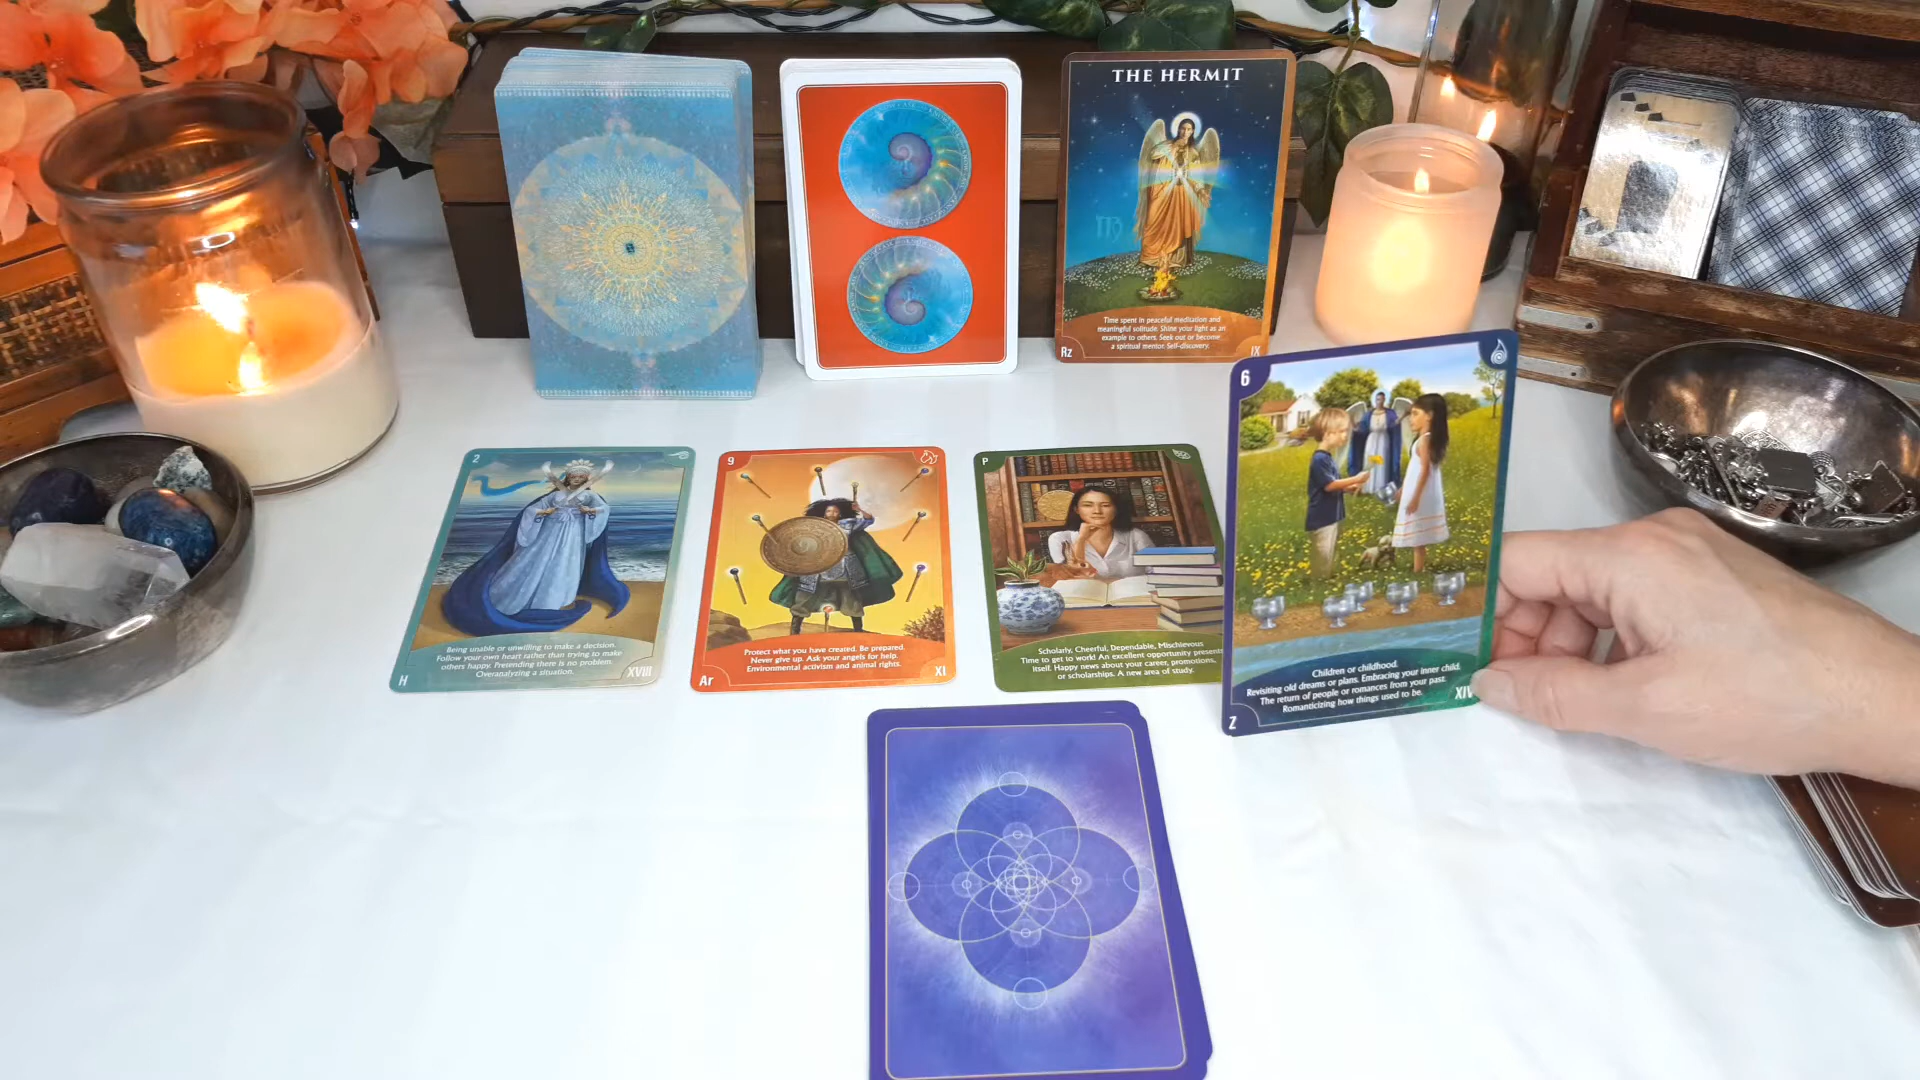 THE HERMIT
Time spent in peaceful meditation and
meaningful solitude. Shine your light as an
example to others. Seek out or become
a spiritual mentor. Self-discovery.
Rz
IX
2
Being unable or unwilling to make a decision.
Follow your own heart rather than trying to make
others happy. Pretending there is no problem.
Overanalyzing a situation.
H
XVIII
9
Protect what you have created. Be prepared.
Never give up. Ask your angels for help.
Environmental activism and animal rights.
Ar
XI
P
Scholarly, Cheerful, Dependable, Mischievous
Time to get to work! An excellent opportunity presents
itself. Happy news about your career, promotions,
or scholarships. A new area of study.
6
Children or childhood.
Revisiting old dreams or plans. Embracing your inner child.
The return of people or romances from your past.
Romanticizing how things used to be.
Z
XIV